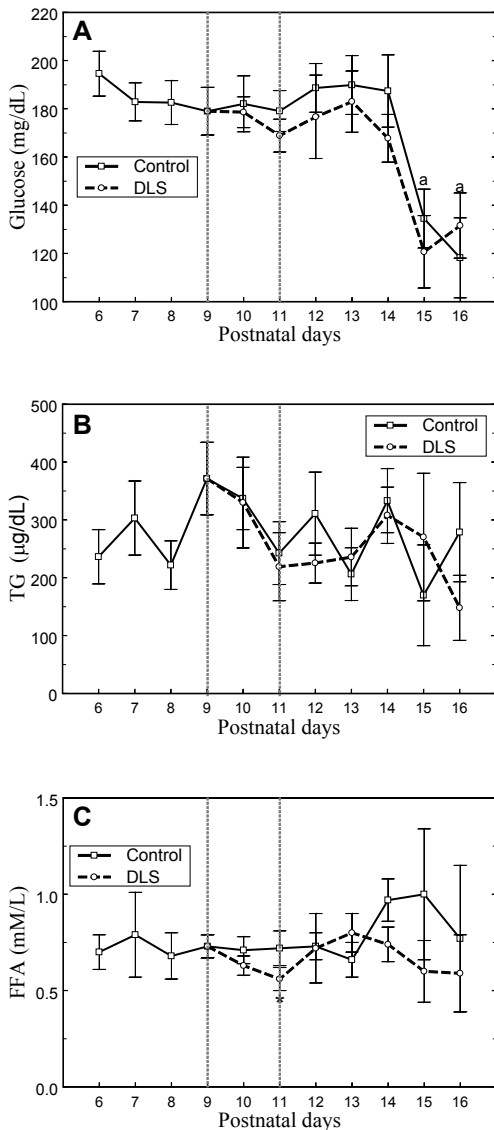 A
Glucose (mg/dL)
200
180
160
140
120
100
220
Control
DLS
a
a
6 7 8 9 10 11 12 13 14 15 16
Postnatal days
B
TG (μg/dL)
500
400
300
200
100
0
Control
DLS
6 7 8 9 10 11 12 13 14 15 16
Postnatal days
C
FFA (mM/L)
1.5
1.0
0.5
0.0
Control
DLS
*
6 7 8 9 10 11 12 13 14 15 16
Postnatal days